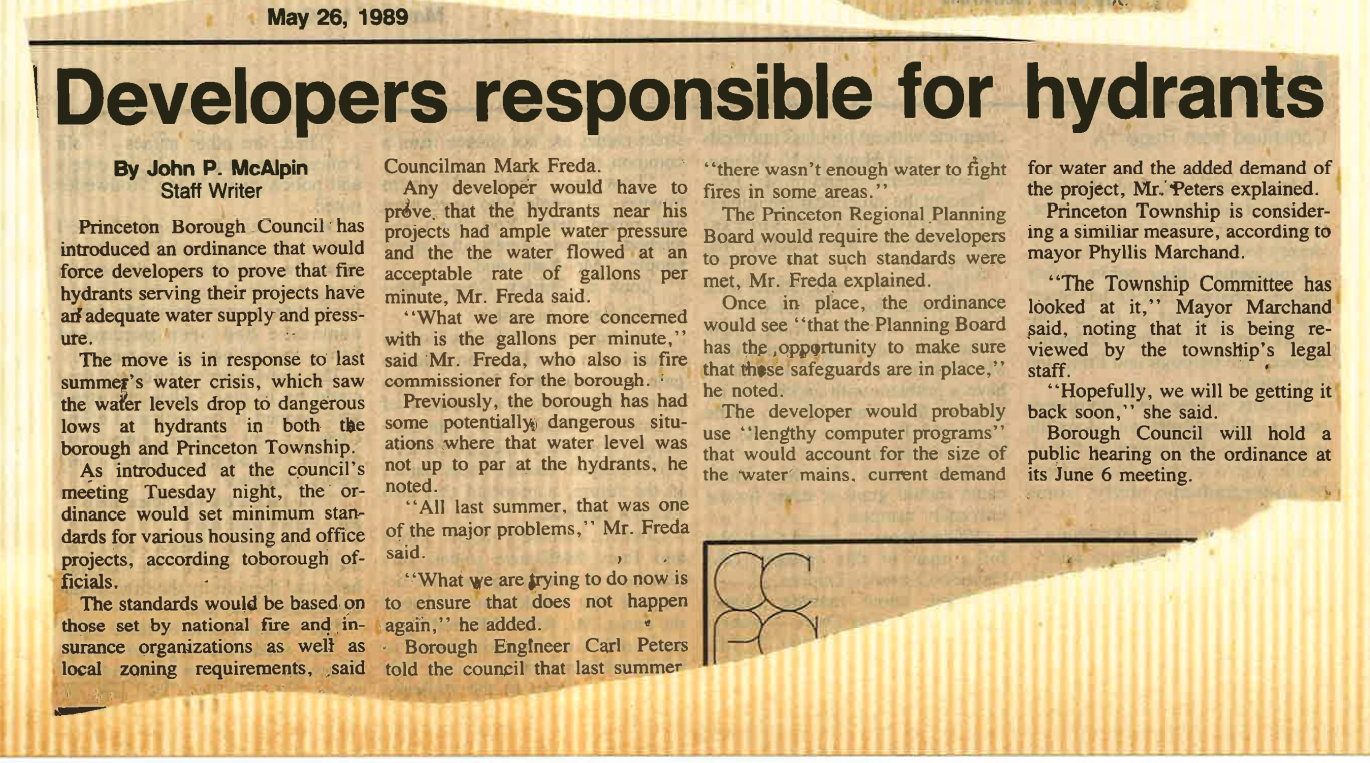 May 26, 1989
Developers responsible for hydrants
By John P. McAlpin
Staff Writer
Princeton Borough Council has
introduced an ordinance that would
force developers to prove that fire
hydrants serving their projects have
an adequate water supply and press-
ure.
The move is in response to last
summer's water crisis, which saw
the water levels drop to dangerous
lows at hydrants in both the
borough and Princeton Township.
As introduced at the council's
meeting Tuesday night, the or-
dinance would set minimum stan-
dards for various housing and office
projects, according toborough of-
ficials.
The standards would be based on
those set by national fire and in-
surance organizations as well as
local zoning requirements, said
Councilman Mark Freda.
Any developer would have to
prove that the hydrants near his
projects had ample water pressure
and the the water flowed at an
acceptable rate of gallons per
minute, Mr. Freda said.
"What we are more concerned
with is the gallons per minute,"
said Mr. Freda, who also is fire
commissioner for the borough.
Previously, the borough has had
some potentially dangerous situ-
ations where that water level was
not up to par at the hydrants, he
noted.
"All last summer, that was one
of the major problems," Mr. Freda
said.
"What we are trying to do now is
to ensure that does not happen
again," he added.
Borough Engineer Carl Peters
told the council that last summer
"there wasn't enough water to fight
fires in some areas."
The Princeton Regional Planning
Board would require the developers
to prove that such standards were
met, Mr. Freda explained.
Once in place, the ordinance
would see "that the Planning Board
has the opportunity to make sure
that these safeguards are in place,"
he noted.
The developer would probably
use "lengthy computer programs"
that would account for the size of
the water mains, current demand
for water and the added demand of
the project, Mr. Peters explained.
Princeton Township is consider-
ing a similiar measure, according to
mayor Phyllis Marchand.
"The Township Committee has
looked at it," Mayor Marchand
said, noting that it is being re-
viewed by the township's legal
staff.
"Hopefully, we will be getting it
back soon," she said.
Borough Council will hold a
public hearing on the ordinance at
its June 6 meeting.
CC